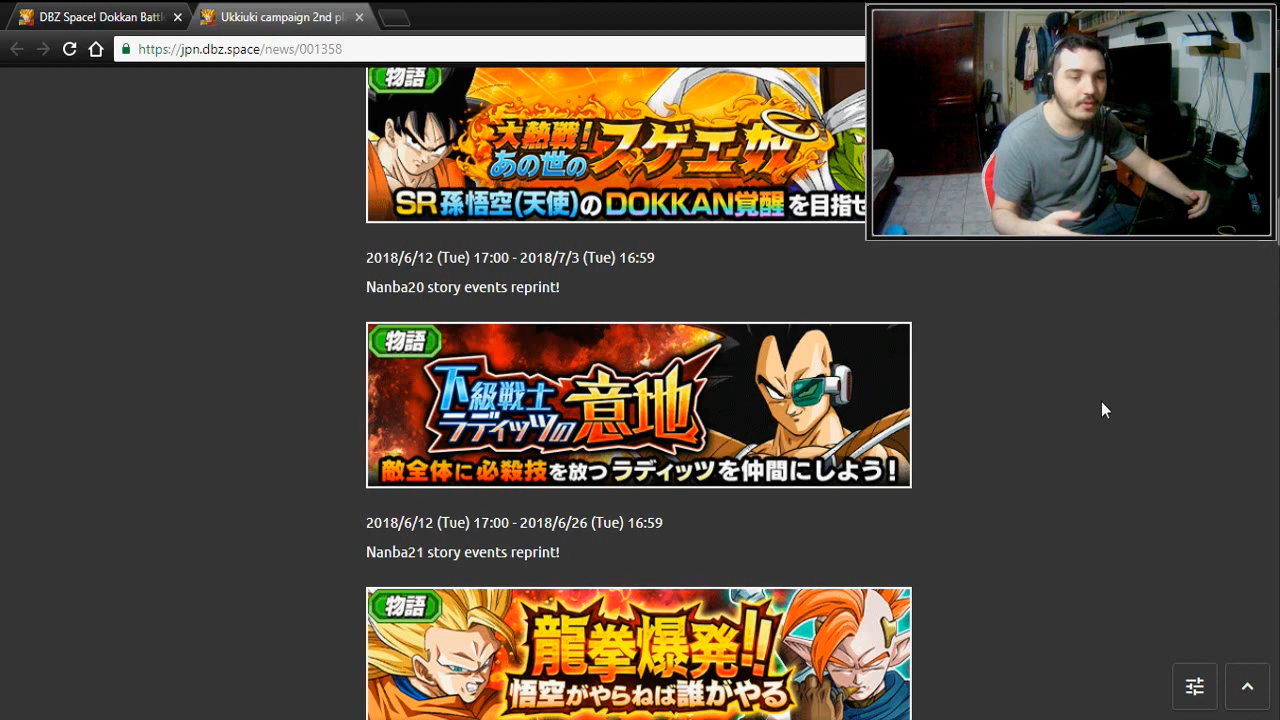 DBZ Space! Dokkan Battl
Ukkiuki campaign 2nd pl
https://jpn.dbz.space/news/001358
物語
大熱戦!
あの世のスゲエ奴
SR孫悟空(天使)のDOKKAN覚醒を目指せ
2018/6/12 (Tue) 17:00 - 2018/7/3 (Tue) 16:59
Nanba20 story events reprint!
物語
下級戦士
ラディッツの意地
敵全体に必殺技を放つラディッツを仲間にしよう!
2018/6/12 (Tue) 17:00 - 2018/6/26 (Tue) 16:59
Nanba21 story events reprint!
物語
龍拳爆発!!
悟空がやらねば誰がやる